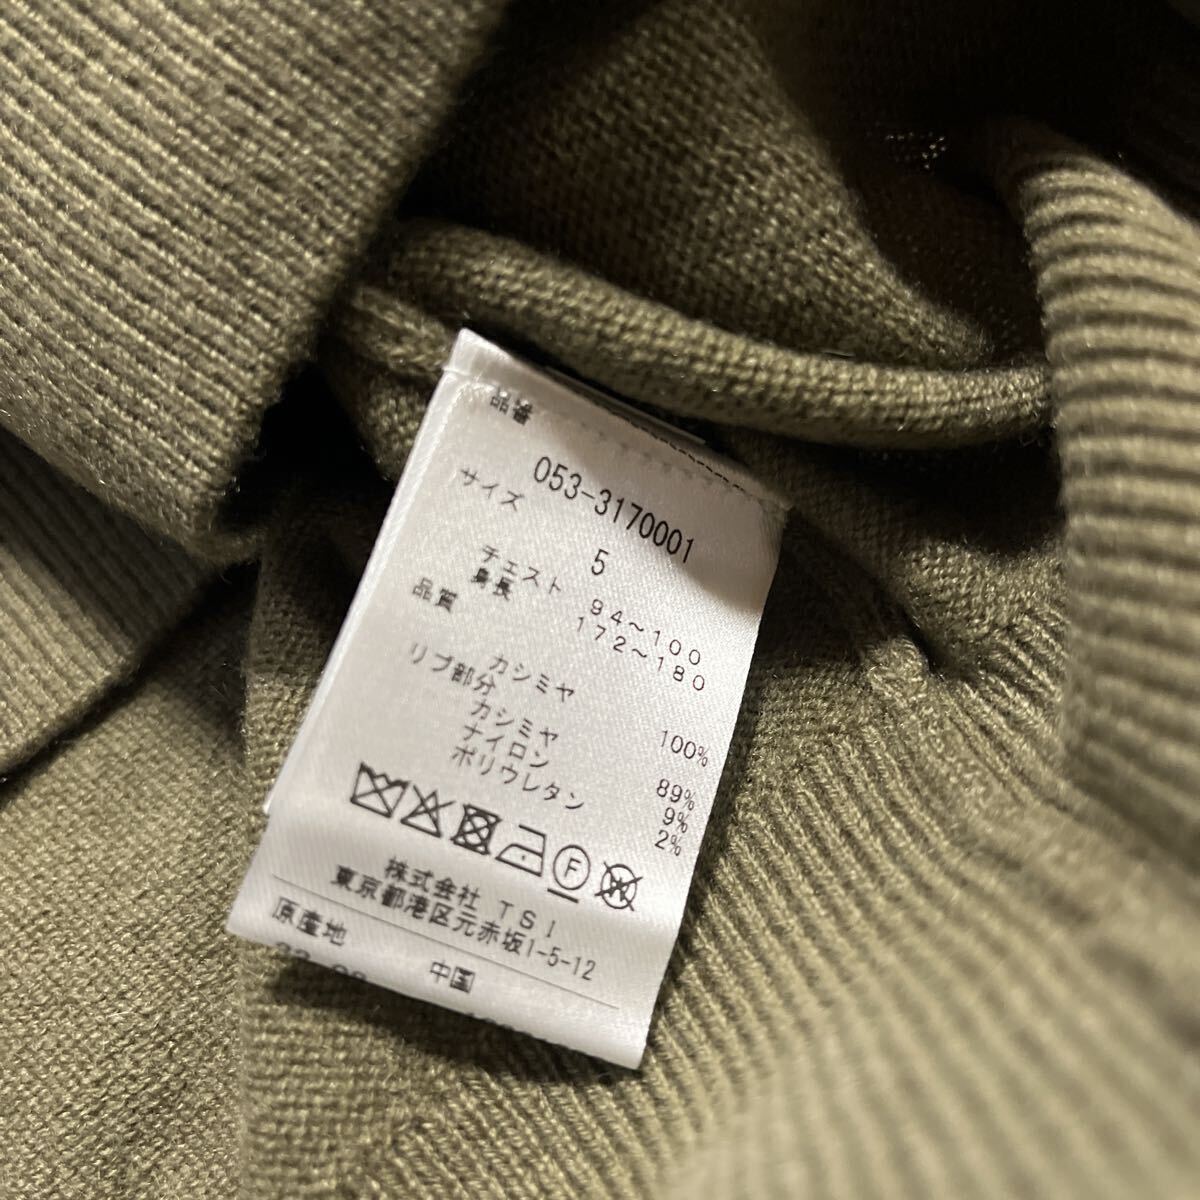 品番
053-3170001
サイズ
5
チェスト 94～100
身長 172～180
品質
カシミヤ 100%
リブ部分
カシミヤ 89%
ナイロン 9%
ポリウレタン 2%
F
W
株式会社 TSI
東京都港区元赤坂1-5-12
原産地 中国